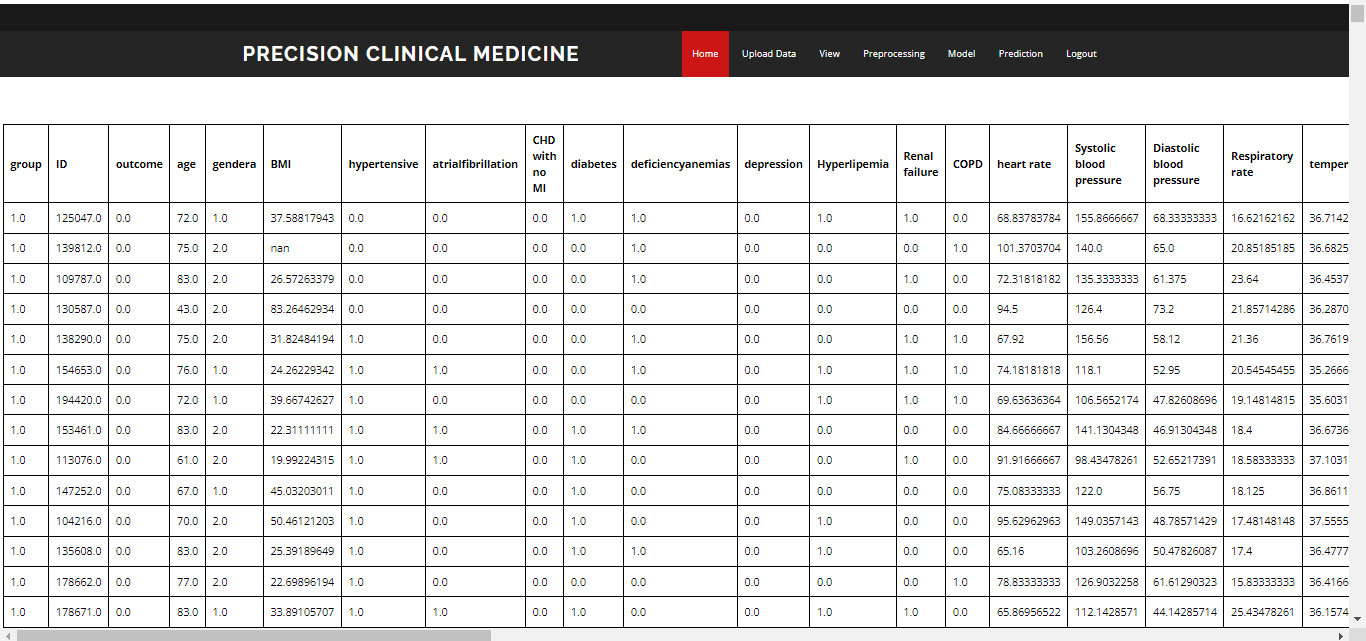 PRECISION CLINICAL MEDICINE Home Upload Data View Preprocessing Model Prediction Logout
group ID outcome age gendera BMI hypertensive atrialfibrillation CHD with no MI diabetes deficiencyanemias depression Hyperlipemia Renal failure COPD heart rate Systolic blood pressure Diastolic blood pressure Respiratory rate temper
1.0 125047.0 0.0 72.0 1.0 37.58817943 0.0 0.0 0.0 1.0 1.0 0.0 1.0 1.0 0.0 68.83783784 155.8666667 68.33333333 16.62162162 36.7142
1.0 139812.0 0.0 75.0 2.0 nan 0.0 0.0 0.0 0.0 1.0 0.0 0.0 0.0 1.0 101.3703704 140.0 65.0 20.85185185 36.6825
1.0 109787.0 0.0 83.0 2.0 26.57263379 0.0 0.0 0.0 0.0 1.0 0.0 0.0 1.0 0.0 72.31818182 135.3333333 61.375 23.64 36.4537
1.0 130587.0 0.0 43.0 2.0 83.26462934 0.0 0.0 0.0 0.0 0.0 0.0 0.0 0.0 0.0 94.5 126.4 73.2 21.85714286 36.2870
1.0 138290.0 0.0 75.0 2.0 31.82484194 1.0 0.0 0.0 0.0 1.0 0.0 0.0 1.0 1.0 67.92 156.56 58.12 21.36 36.7619
1.0 154653.0 0.0 76.0 1.0 24.26229342 1.0 1.0 0.0 0.0 1.0 0.0 1.0 1.0 1.0 74.18181818 118.1 52.95 20.54545455 35.2666
1.0 194420.0 0.0 72.0 1.0 39.66742627 1.0 0.0 0.0 0.0 0.0 0.0 1.0 1.0 1.0 69.63636364 106.5652174 47.82608696 19.14814815 35.6031
1.0 153461.0 0.0 83.0 2.0 22.31111111 1.0 1.0 0.0 1.0 1.0 0.0 0.0 0.0 0.0 84.66666667 141.1304348 46.91304348 18.4 36.6736
1.0 113076.0 0.0 61.0 2.0 19.99224315 1.0 1.0 0.0 1.0 0.0 0.0 0.0 1.0 0.0 91.91666667 98.43478261 52.65217391 18.58333333 37.1031
1.0 147252.0 0.0 67.0 1.0 45.03203011 1.0 0.0 0.0 1.0 0.0 0.0 0.0 0.0 0.0 75.08333333 122.0 56.75 18.125 36.8611
1.0 104216.0 0.0 70.0 2.0 50.46121203 1.0 0.0 0.0 1.0 0.0 0.0 1.0 0.0 0.0 95.62962963 149.0357143 48.78571429 17.48148148 37.5555
1.0 135608.0 0.0 83.0 2.0 25.39189649 1.0 0.0 0.0 1.0 1.0 0.0 1.0 0.0 0.0 65.16 103.2608696 50.47826087 17.4 36.4777
1.0 178662.0 0.0 77.0 2.0 22.69896194 1.0 0.0 0.0 0.0 0.0 0.0 0.0 0.0 1.0 78.83333333 126.9032258 61.61290323 15.83333333 36.4166
1.0 178671.0 0.0 83.0 1.0 33.89105707 1.0 1.0 0.0 1.0 0.0 0.0 1.0 1.0 0.0 65.86956522 112.1428571 44.14285714 25.43478261 36.1574